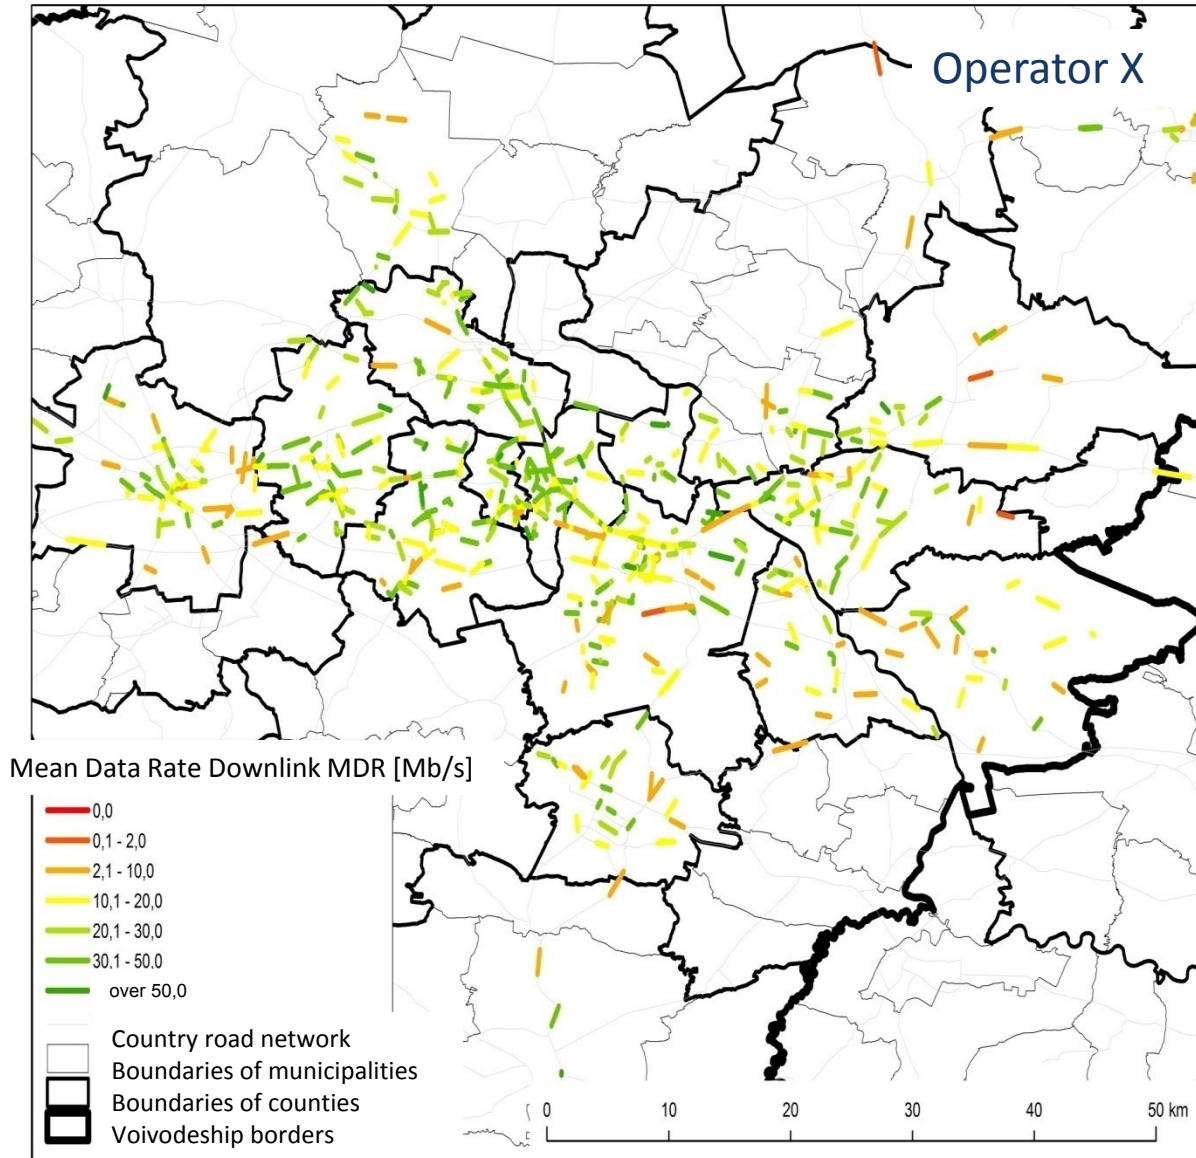 Operator X
Mean Data Rate Downlink MDR [Mb/s]
0,0
0,1 - 2,0
2,1 - 10,0
10,1 - 20,0
20,1 - 30,0
30,1 - 50,0
over 50,0
Country road network
Boundaries of municipalities
Boundaries of counties
Voivodeship borders
0 10 20 30 40 50 km